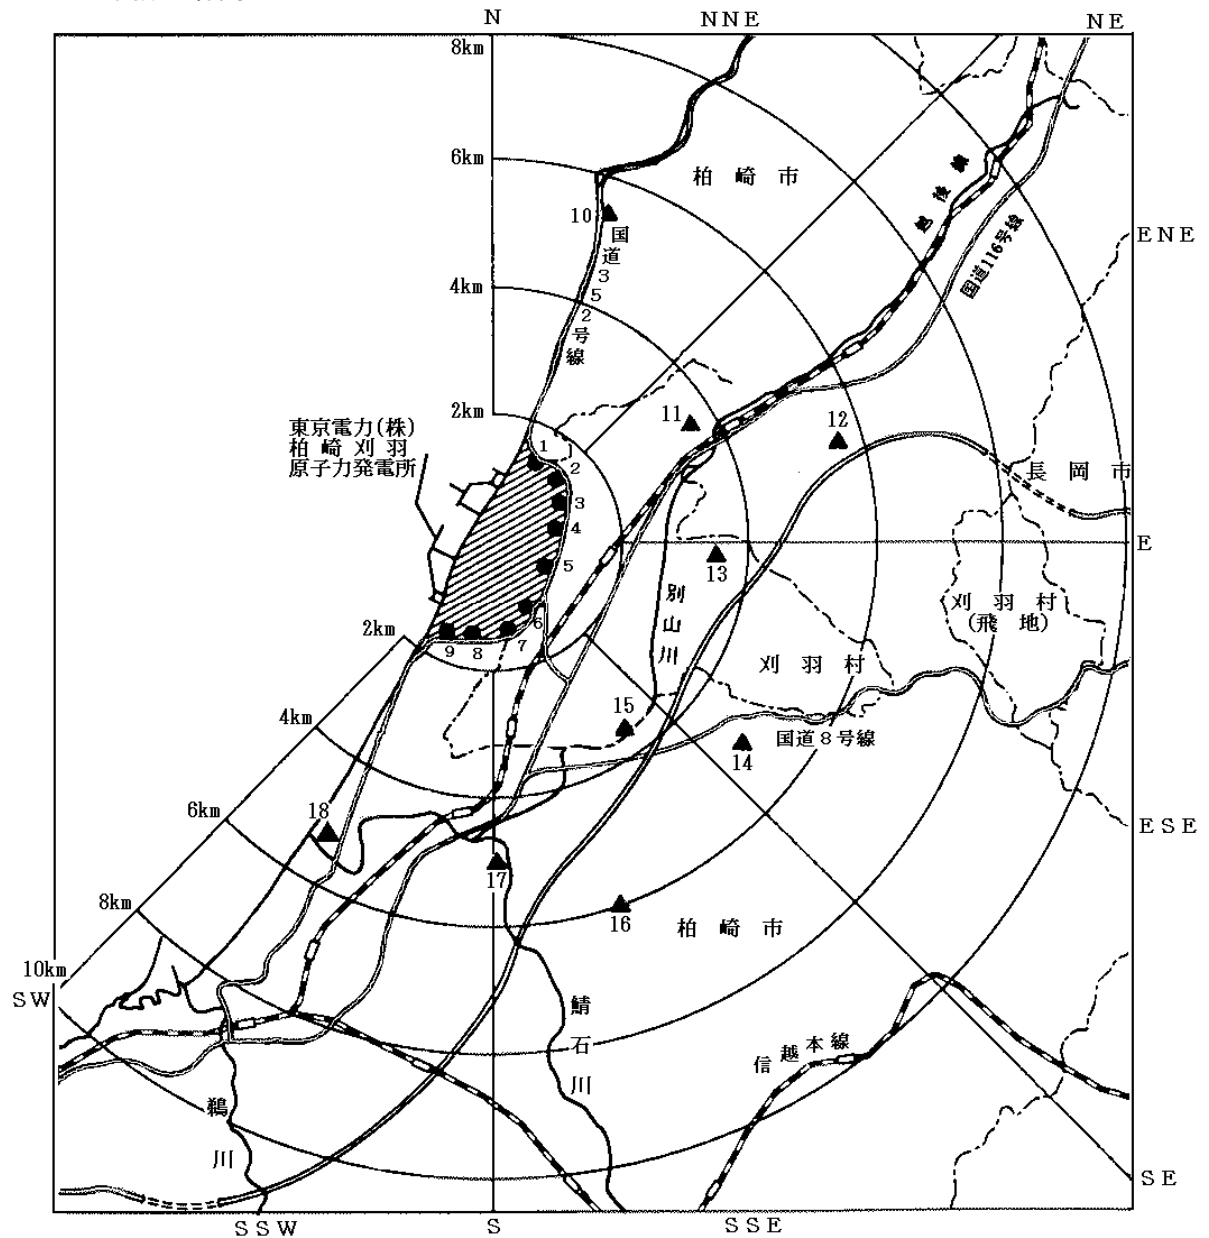 N
NNE
NE
8km
6km
柏崎市
越後線
10
国道352号線
ENE
国道116号線
4km
2km
東京電力(株)
柏崎刈羽
原子力発電所
11
12
1
2
3
4
5
6
7
8
9
長岡市
E
13
別山川
刈羽村
(飛地)
2km
刈羽村
15
14
国道8号線
4km
6km
18
ESE
17
16
8km
柏崎市
10km
SW
鯖石川
信越本線
鵜川
SE
SSW
S
SSE